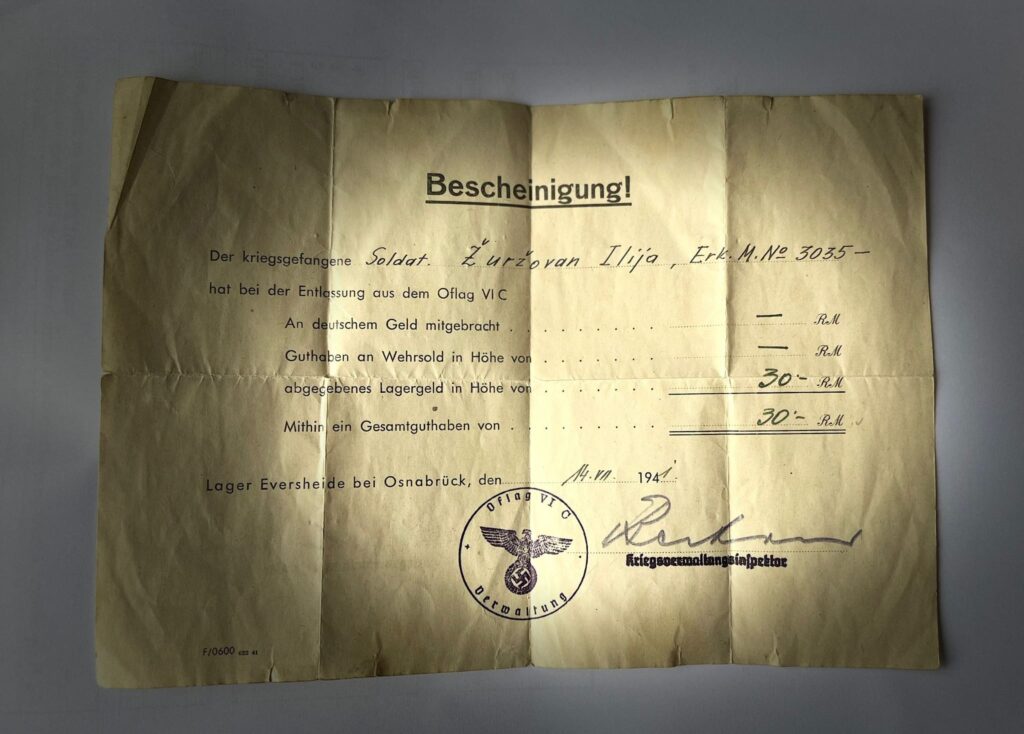 Bescheinigung!
Der kriegsgefangene Soldat. Žuržovan Ilija, Erk. M. No 3035 —
hat bei der Entlassung aus dem Oflag VI C
An deutschem Geld mitgebracht . . . . . . . . — RM
Guthaben an Wehrsold in Höhe von . . . . . . . — RM
abgegebenes Lagergeld in Höhe von . . . . . . . 30.- RM
Mithin ein Gesamtguthaben von . . . . . . . . 30.- RM
Lager Eversheide bei Osnabrück, den 14. VII. 1941.
Oflag VI C
Verwaltung
Kriegsverwaltungsinspektor
F/0600